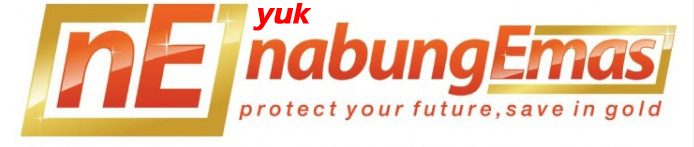 nE
yuk
nabungEmas
protect your future, save in gold